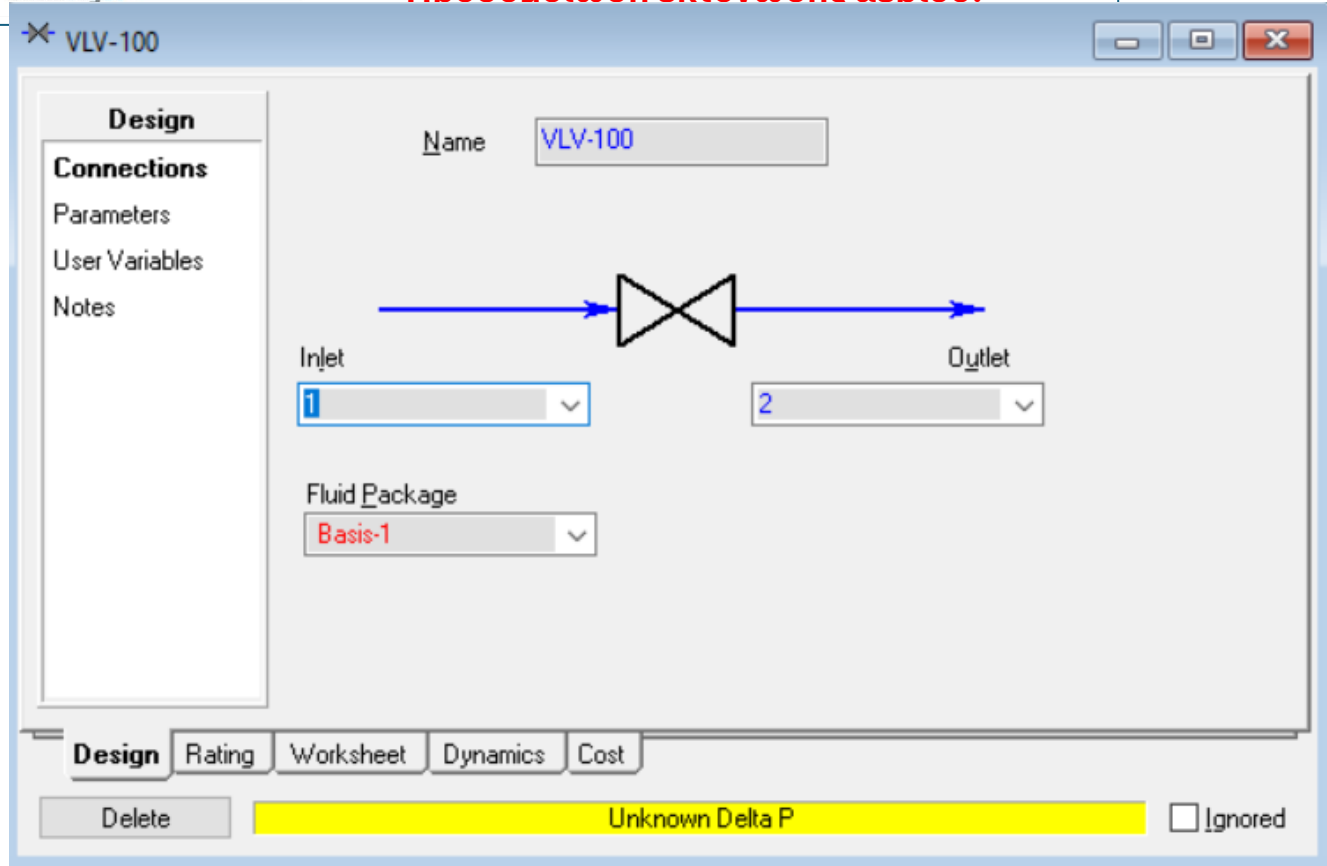 VLV-100
Design
Connections
Parameters
User Variables
Notes
Name
VLV-100
Inlet
Outlet
1
2
Fluid Package
Basis-1
Design
Rating
Worksheet
Dynamics
Cost
Delete
Unknown Delta P
Ignored